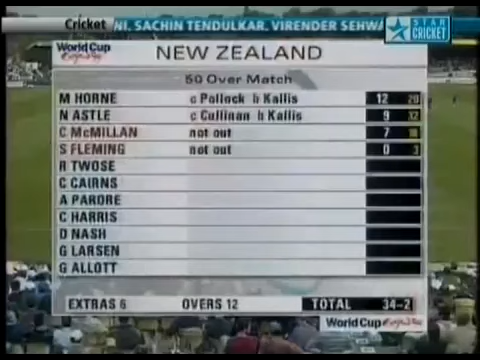 Cricket NI, SACHIN TENDULKAR, VIRENDER SEHWA
STAR CRICKET
World Cup
NEW ZEALAND
50 Over Match
M HORNE c Pollock b Kallis 12 20
N ASTLE c Cullinan b Kallis 9 32
C McMILLAN not out 7 18
S FLEMING not out 0 3
R TWOSE
C CAIRNS
A PARORE
C HARRIS
D NASH
G LARSEN
G ALLOTT
EXTRAS 6 OVERS 12 TOTAL 34-2
World Cup